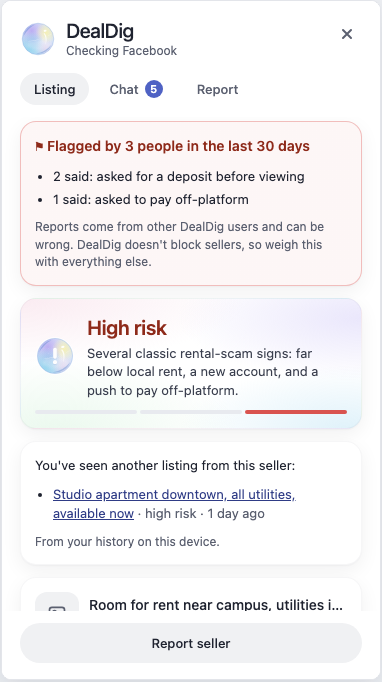 DealDig
Checking Facebook
Listing
Chat 5
Report
Flagged by 3 people in the last 30 days
• 2 said: asked for a deposit before viewing
• 1 said: asked to pay off-platform
Reports come from other DealDig users and can be
wrong. DealDig doesn't block sellers, so weigh this
with everything else.
High risk
Several classic rental-scam signs: far
below local rent, a new account, and a
push to pay off-platform.
You've seen another listing from this seller:
• Studio apartment downtown, all utilities,
available now · high risk · 1 day ago
From your history on this device.
Room for rent near campus, utilities i...
Report seller